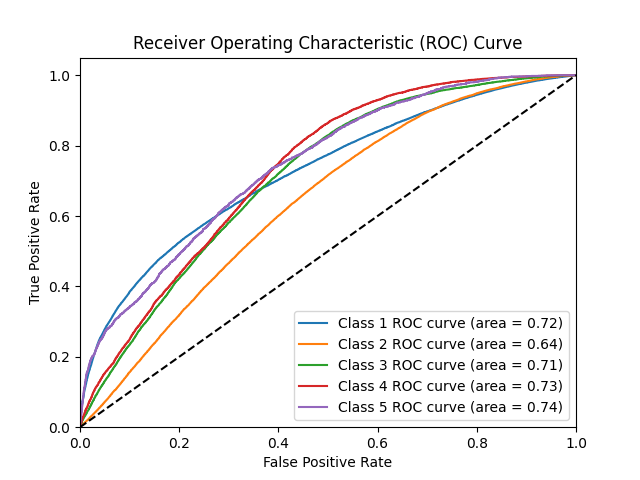 Receiver Operating Characteristic (ROC) Curve
1.0
0.8
0.6
0.4
0.2
0.0
True Positive Rate
Class 1 ROC curve (area = 0.72)
Class 2 ROC curve (area = 0.64)
Class 3 ROC curve (area = 0.71)
Class 4 ROC curve (area = 0.73)
Class 5 ROC curve (area = 0.74)
0.0 0.2 0.4 0.6 0.8 1.0
False Positive Rate